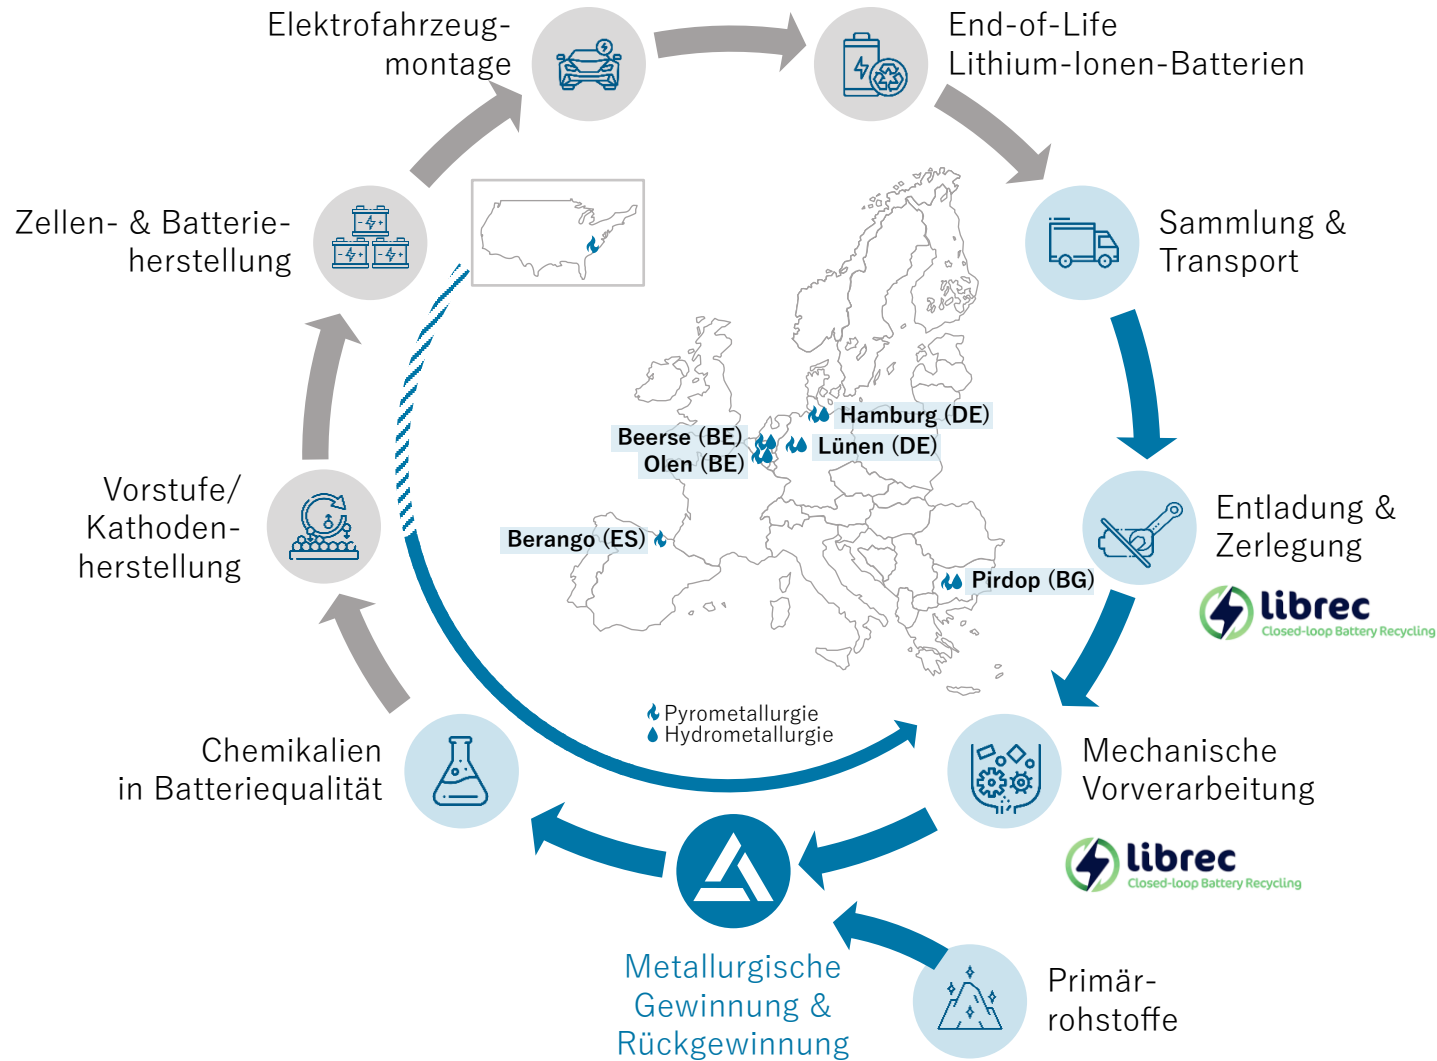 Elektrofahrzeug-
montage
End-of-Life
Lithium-Ionen-Batterien
Zellen- & Batterie-
herstellung
Sammlung &
Transport
Hamburg (DE)
Beerse (BE)
Lünen (DE)
Olen (BE)
Vorstufe/
Kathoden-
herstellung
Entladung &
Zerlegung
Berango (ES)
Pirdop (BG)
librec
Closed-loop Battery Recycling
Pyrometallurgie
Hydrometallurgie
Chemikalien
in Batteriequalität
Mechanische
Vorverarbeitung
librec
Closed-loop Battery Recycling
Metallurgische
Gewinnung &
Rückgewinnung
Primär-
rohstoffe